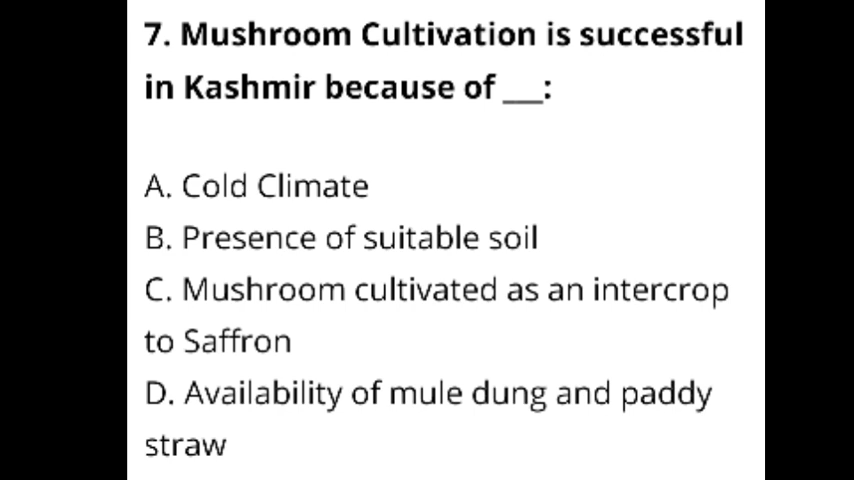 7. Mushroom Cultivation is successful
in Kashmir because of ___:
A. Cold Climate
B. Presence of suitable soil
C. Mushroom cultivated as an intercrop
to Saffron
D. Availability of mule dung and paddy
straw